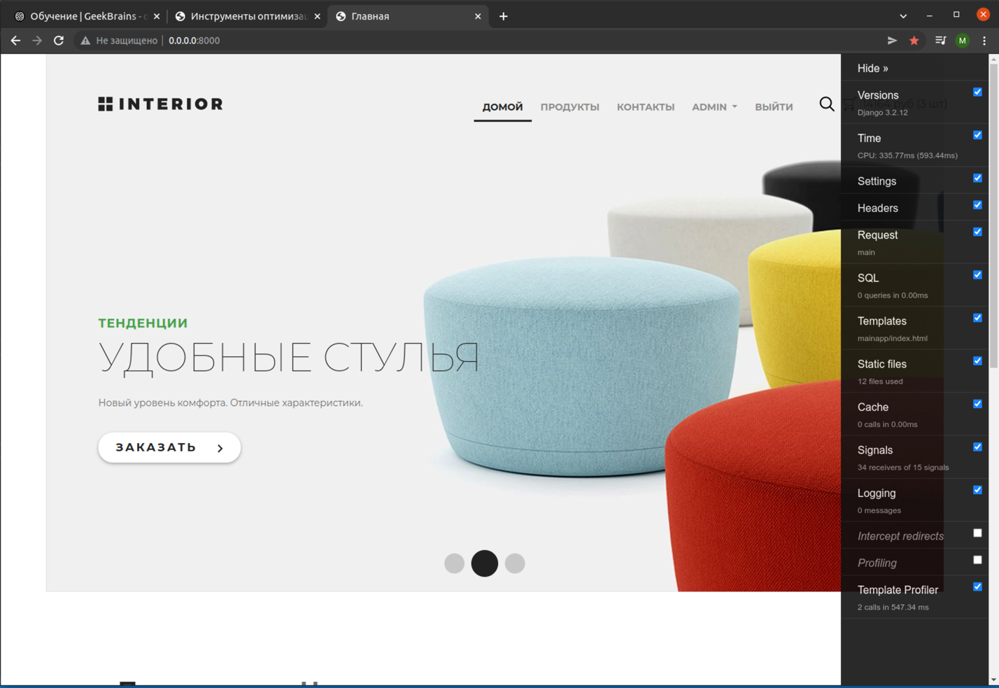 Обучение | GeekBrains - с
Инструменты оптимизац
Главная
Не защищено
0.0.0.0:8000
M
INTERIOR
ДОМОЙ
ПРОДУКТЫ
КОНТАКТЫ
ADMIN
ВЫЙТИ
руб (3 шт)
ТЕНДЕНЦИИ
УДОБНЫЕ СТУЛЬЯ
Новый уровень комфорта. Отличные характеристики.
ЗАКАЗАТЬ
Hide »
Versions
Django 3.2.12
Time
CPU: 335.77ms (593.44ms)
Settings
Headers
Request
main
SQL
0 queries in 0.00ms
Templates
mainapp/index.html
Static files
12 files used
Cache
0 calls in 0.00ms
Signals
34 receivers of 15 signals
Logging
0 messages
Intercept redirects
Profiling
Template Profiler
2 calls in 547.34 ms